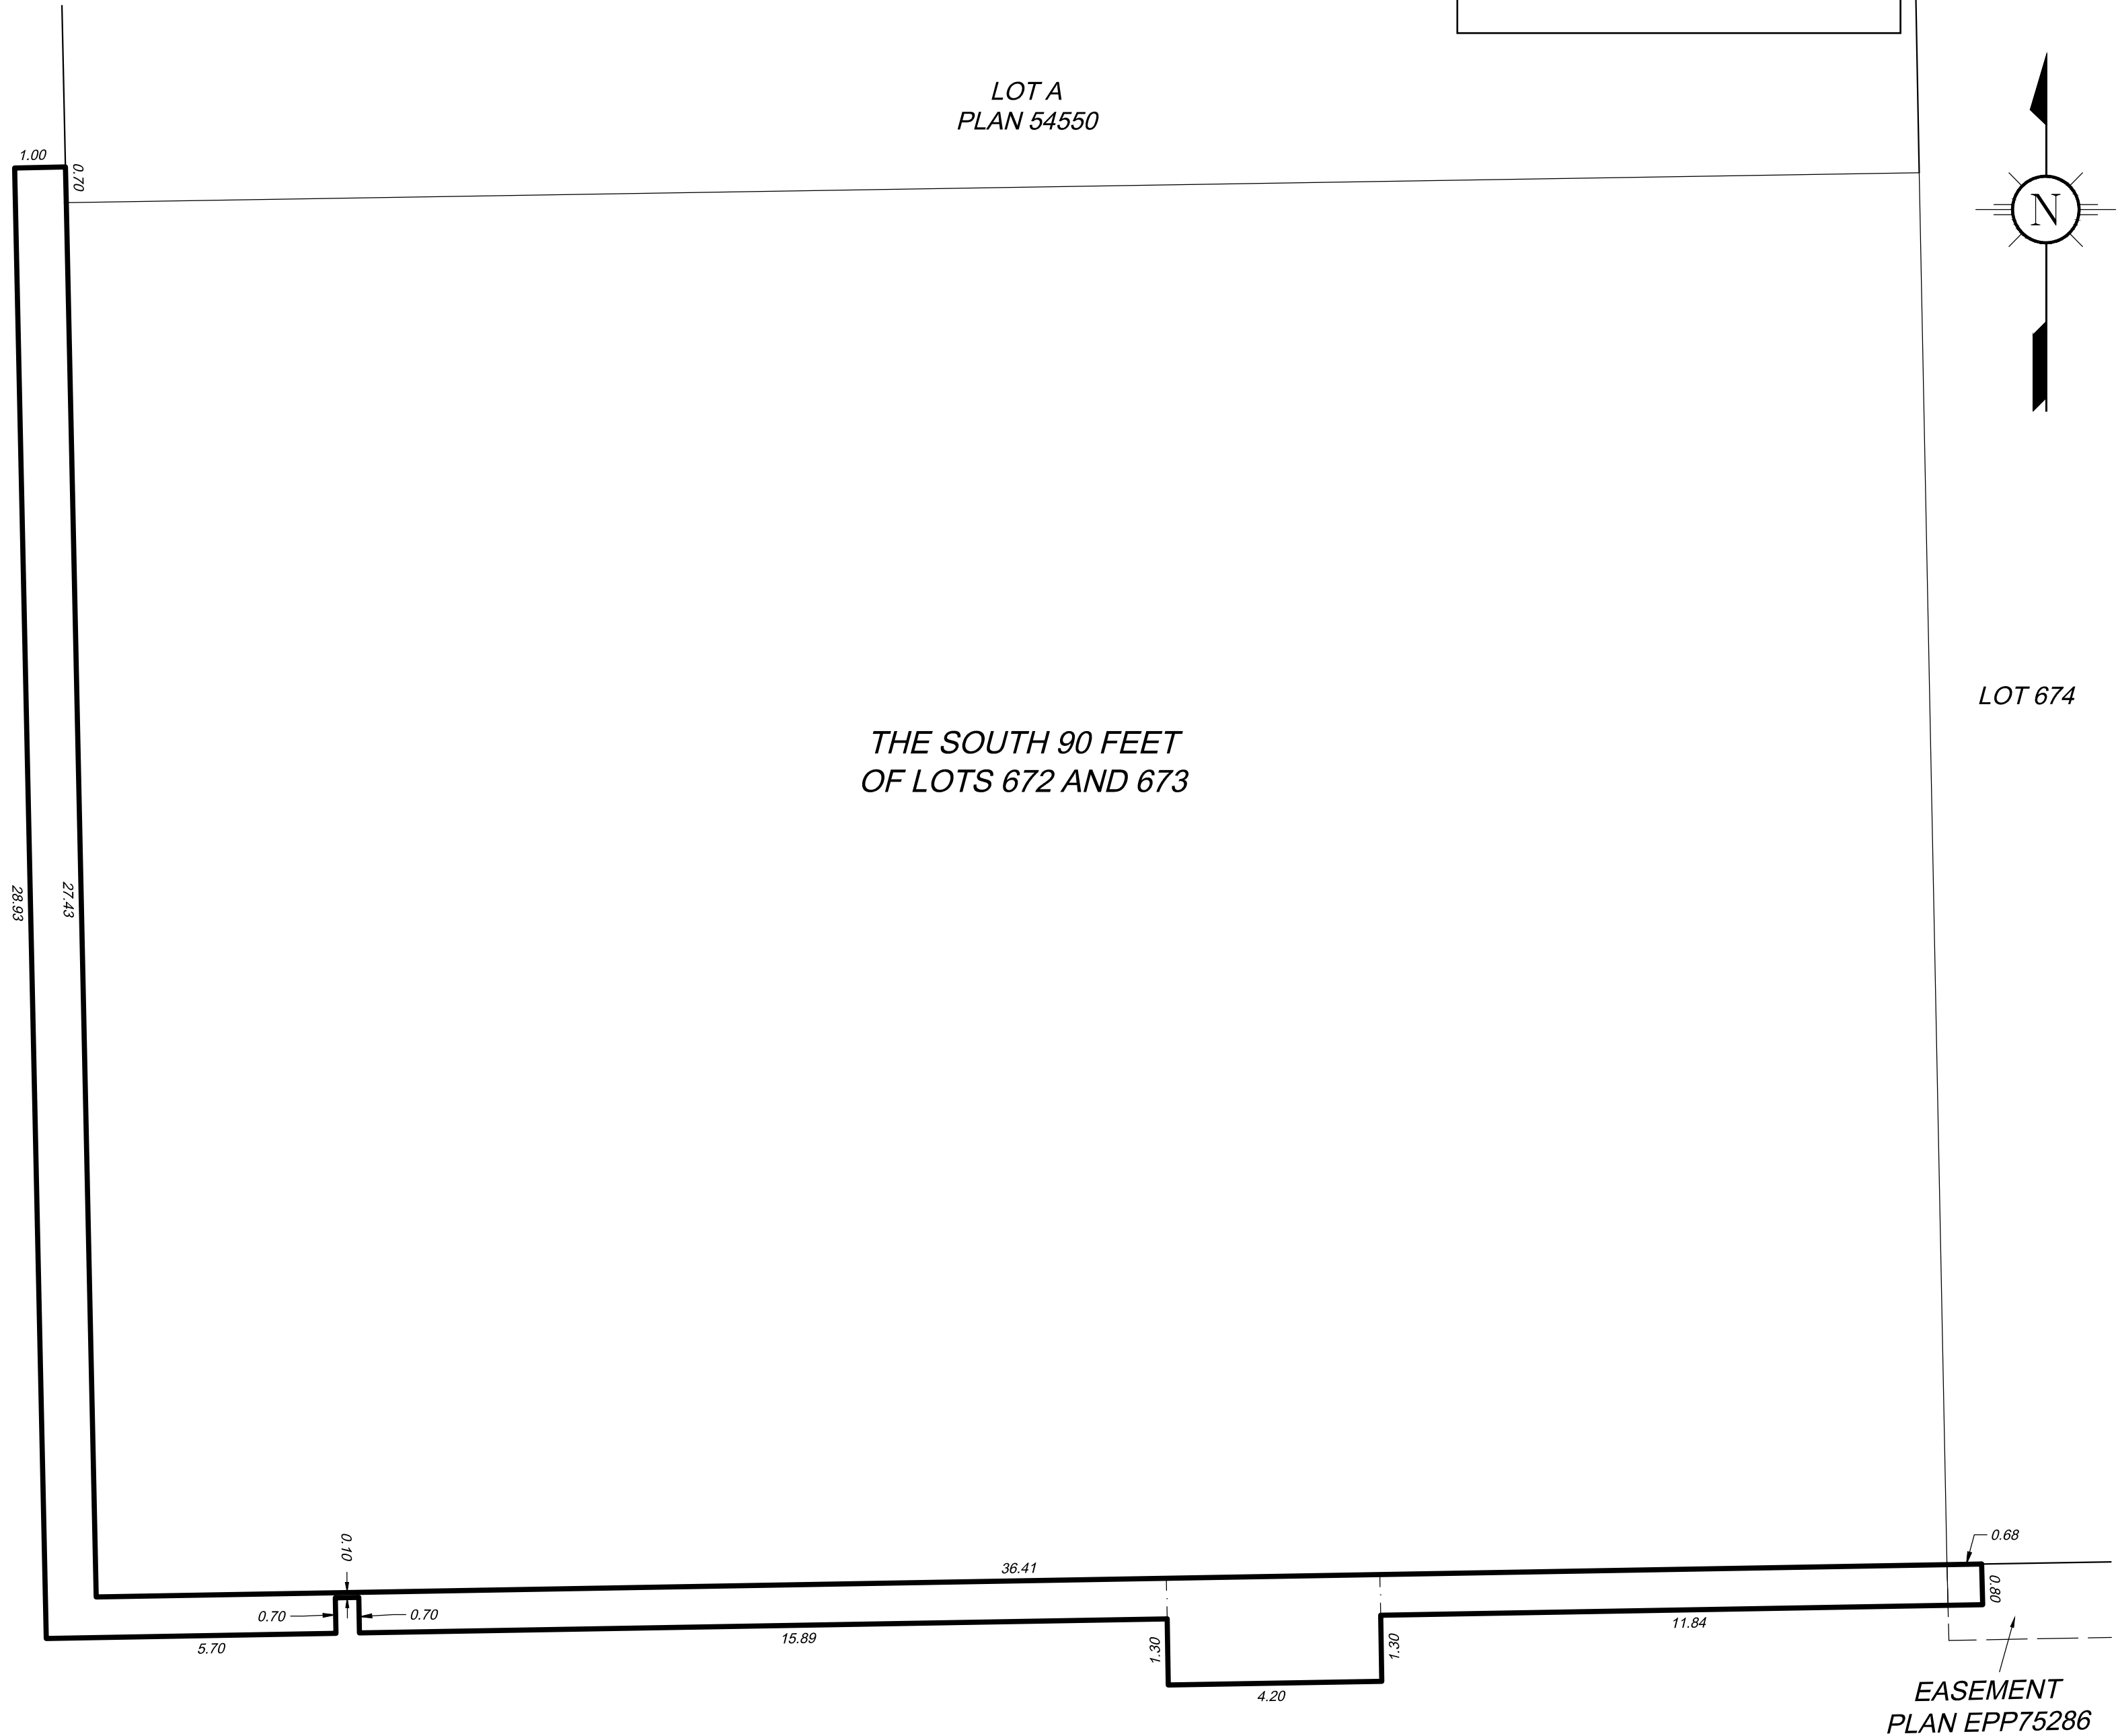 LOT A
PLAN 54550
1.00
0.70
N
LOT 674
THE SOUTH 90 FEET
OF LOTS 672 AND 673
28.93
27.43
0.10
36.41
0.68
0.80
0.70
0.70
5.70
15.89
1.30
1.30
11.84
4.20
EASEMENT
PLAN EPP75286